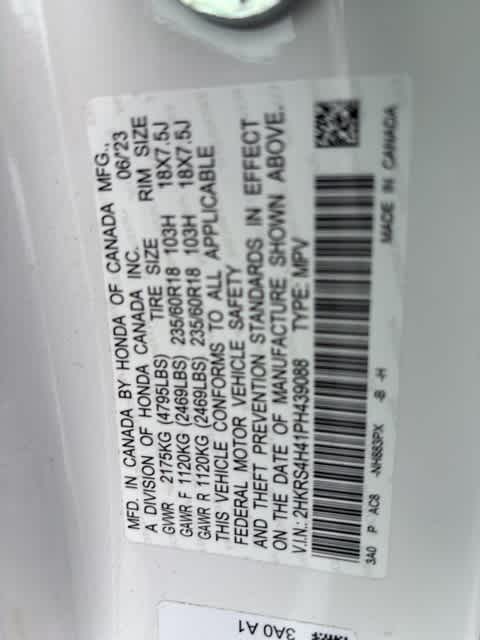 MFD. IN CANADA BY HONDA OF CANADA MFG.,
A DIVISION OF HONDA CANADA INC. 06/'23
GVWR 2175KG (4795LBS) TIRE SIZE RIM SIZE
GAWR F 1120KG (2469LBS) 235/60R18 103H 18X7.5J
GAWR R 1120KG (2469LBS) 235/60R18 103H 18X7.5J
THIS VEHICLE CONFORMS TO ALL APPLICABLE
FEDERAL MOTOR VEHICLE SAFETY
AND THEFT PREVENTION STANDARDS IN EFFECT
ON THE DATE OF MANUFACTURE SHOWN ABOVE.
V.I.N.: 2HKRS4H41PH439088 TYPE: MPV
3A0 P AC8 -NH883PX -B -H MADE IN CANADA
3A0 A1